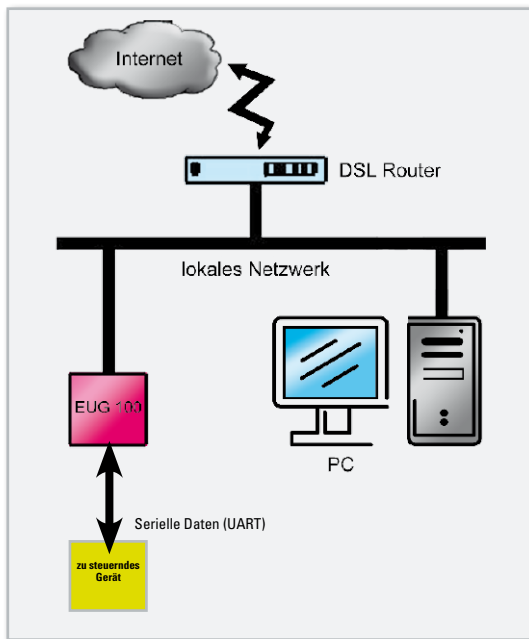 Internet
DSL Router
lokales Netzwerk
EUG 100
PC
Serielle Daten (UART)
zu steuerndes
Gerät